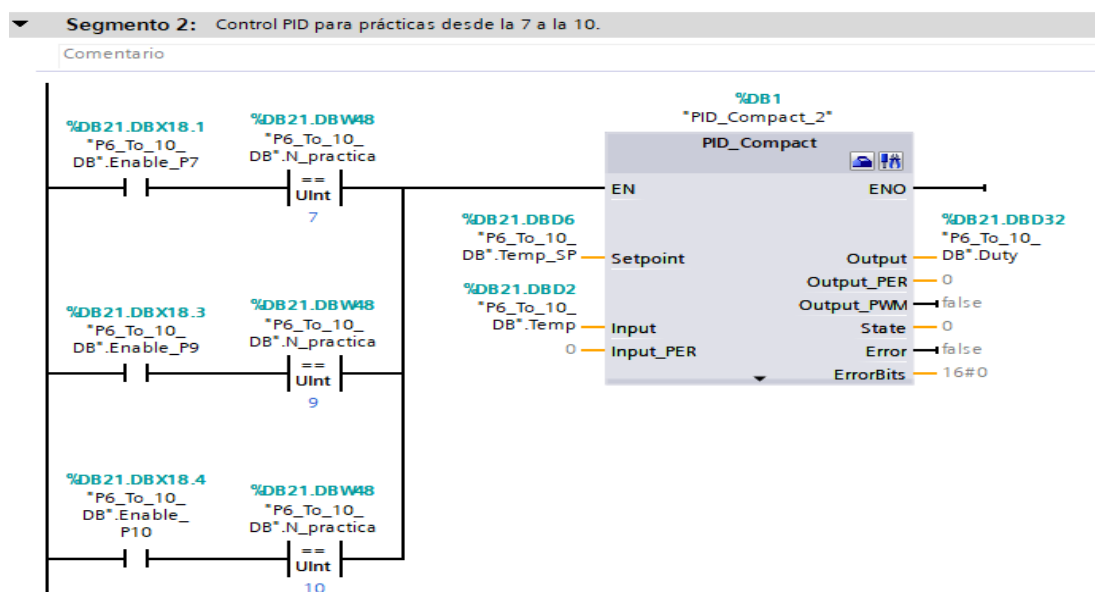 Segmento 2: Control PID para prácticas desde la 7 a la 10.
Comentario
%DB21.DBX18.1
"P6_To_10_
DB".Enable_P7
%DB21.DBW48
"P6_To_10_
DB".N_practica
==
UInt
7
%DB21.DBX18.3
"P6_To_10_
DB".Enable_P9
%DB21.DBW48
"P6_To_10_
DB".N_practica
==
UInt
9
%DB21.DBX18.4
"P6_To_10_
DB".Enable_
P10
%DB21.DBW48
"P6_To_10_
DB".N_practica
==
UInt
10
%DB1
"PID_Compact_2"
PID_Compact
EN
ENO
%DB21.DBD6
"P6_To_10_
DB".Temp_SP
Setpoint
%DB21.DBD2
"P6_To_10_
DB".Temp
Input
0
Input_PER
Output
%DB21.DBD32
"P6_To_10_
DB".Duty
Output_PER
0
Output_PWM
false
State
0
Error
false
ErrorBits
16#0